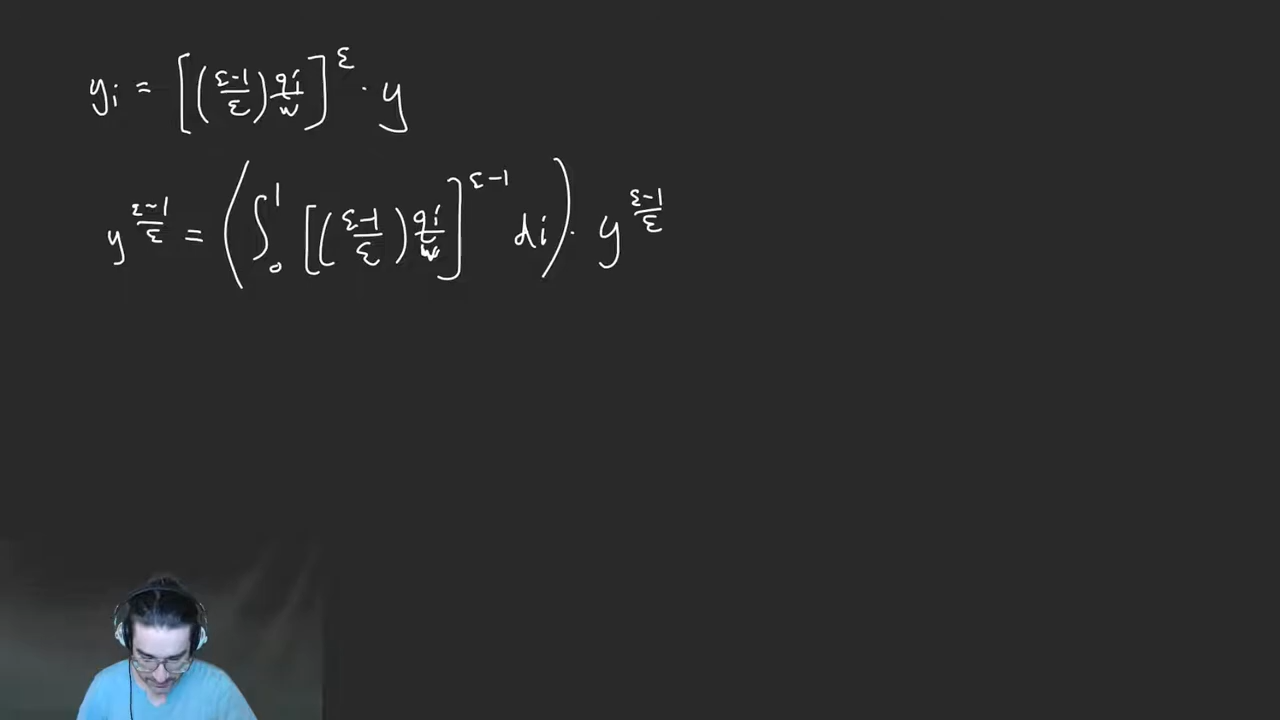 yᵢ = [((ε-1)/ε) qᵢ/w]^ε · y
y^((ε-1)/ε) = (∫₀¹ [((ε-1)/ε) qᵢ/w]^(ε-1) di) · y^((ε-1)/ε)